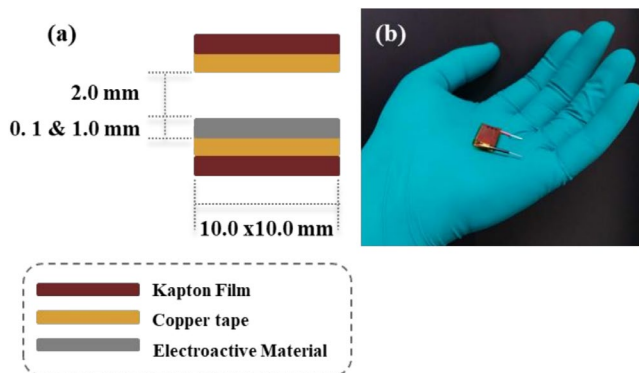 (a)
(b)
2.0 mm
0. 1 & 1.0 mm
10.0 x10.0 mm
Kapton Film
Copper tape
Electroactive Material